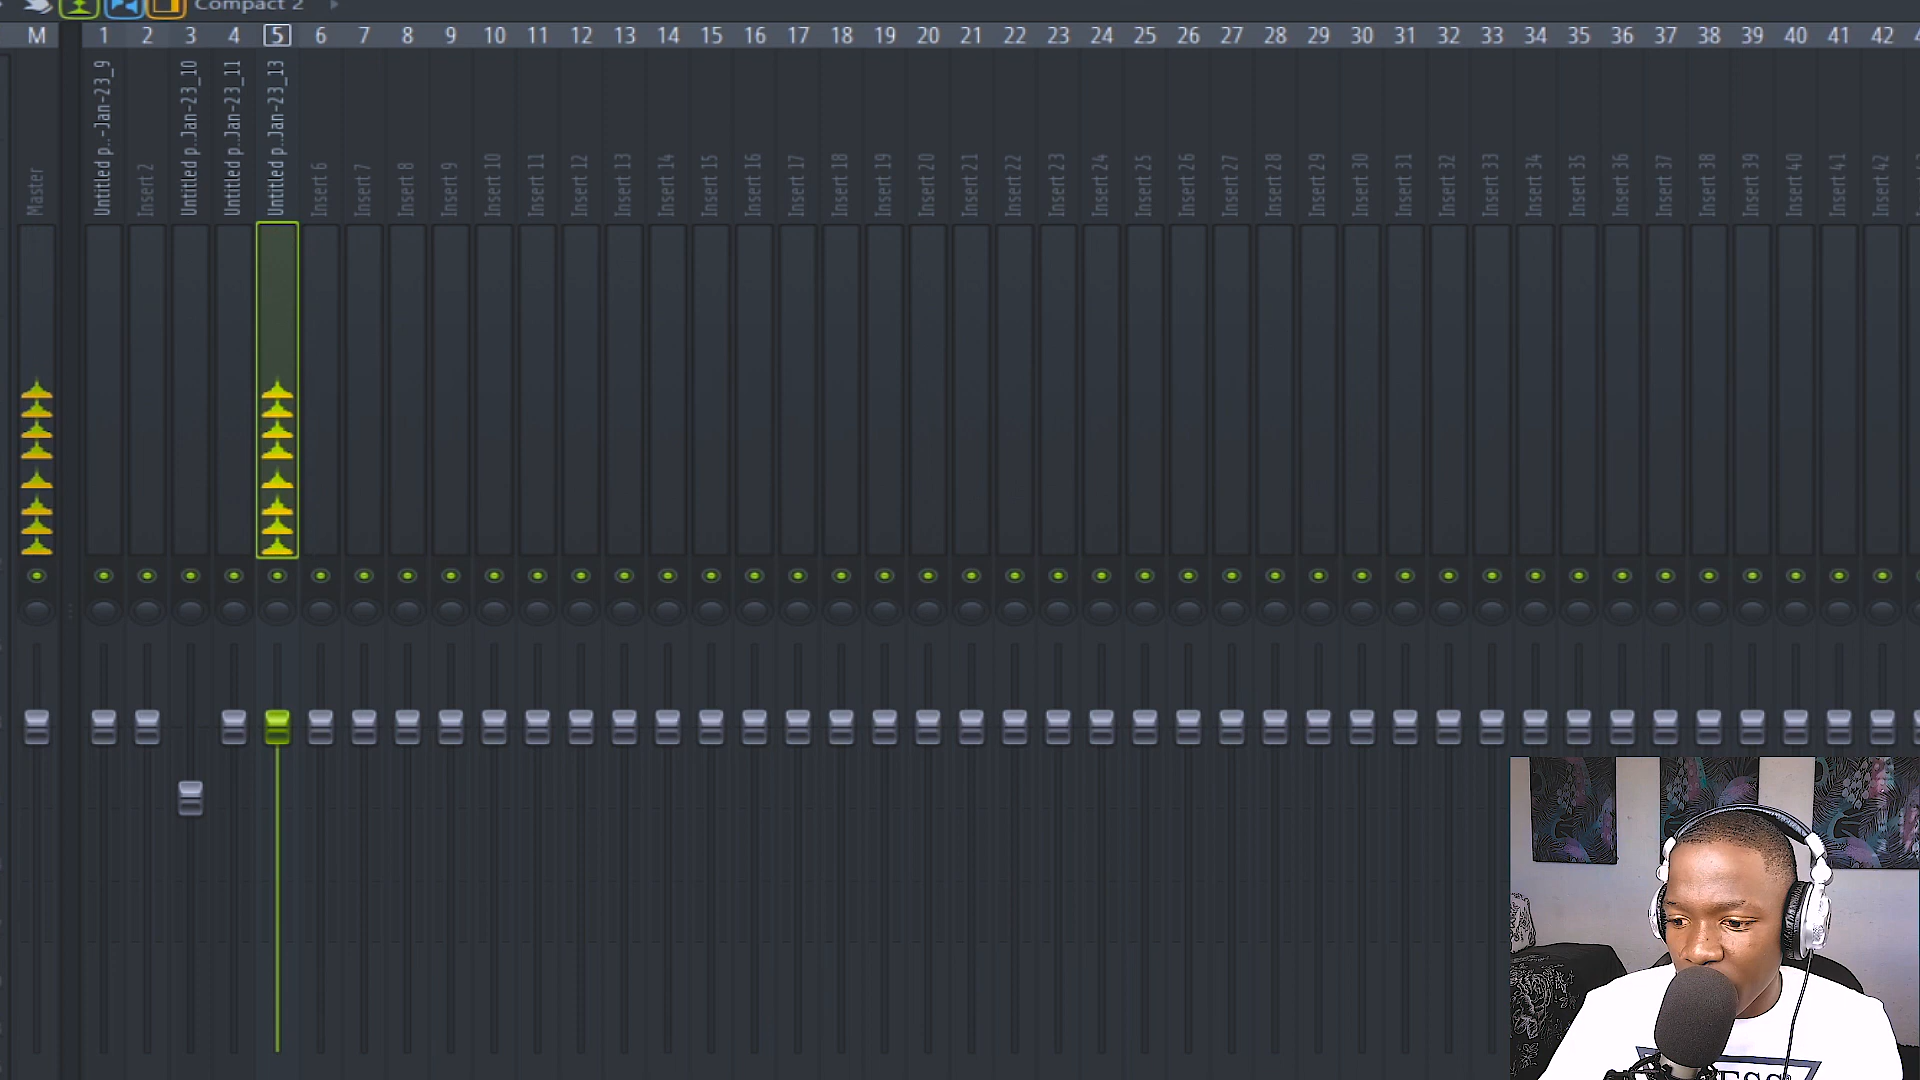 Compact 2
M 1 2 3 4 5 6 7 8 9 10 11 12 13 14 15 16 17 18 19 20 21 22 23 24 25 26 27 28 29 30 31 32 33 34 35 36 37 38 39 40 41 42
Master
Untitled p..-Jan-23_9
Insert 2
Untitled p..Jan-23_10
Untitled p..Jan-23_11
Untitled p..Jan-23_13
Insert 6
Insert 7
Insert 8
Insert 9
Insert 10
Insert 11
Insert 12
Insert 13
Insert 14
Insert 15
Insert 16
Insert 17
Insert 18
Insert 19
Insert 20
Insert 21
Insert 22
Insert 23
Insert 24
Insert 25
Insert 26
Insert 27
Insert 28
Insert 29
Insert 30
Insert 31
Insert 32
Insert 33
Insert 34
Insert 35
Insert 36
Insert 37
Insert 38
Insert 39
Insert 40
Insert 41
Insert 42